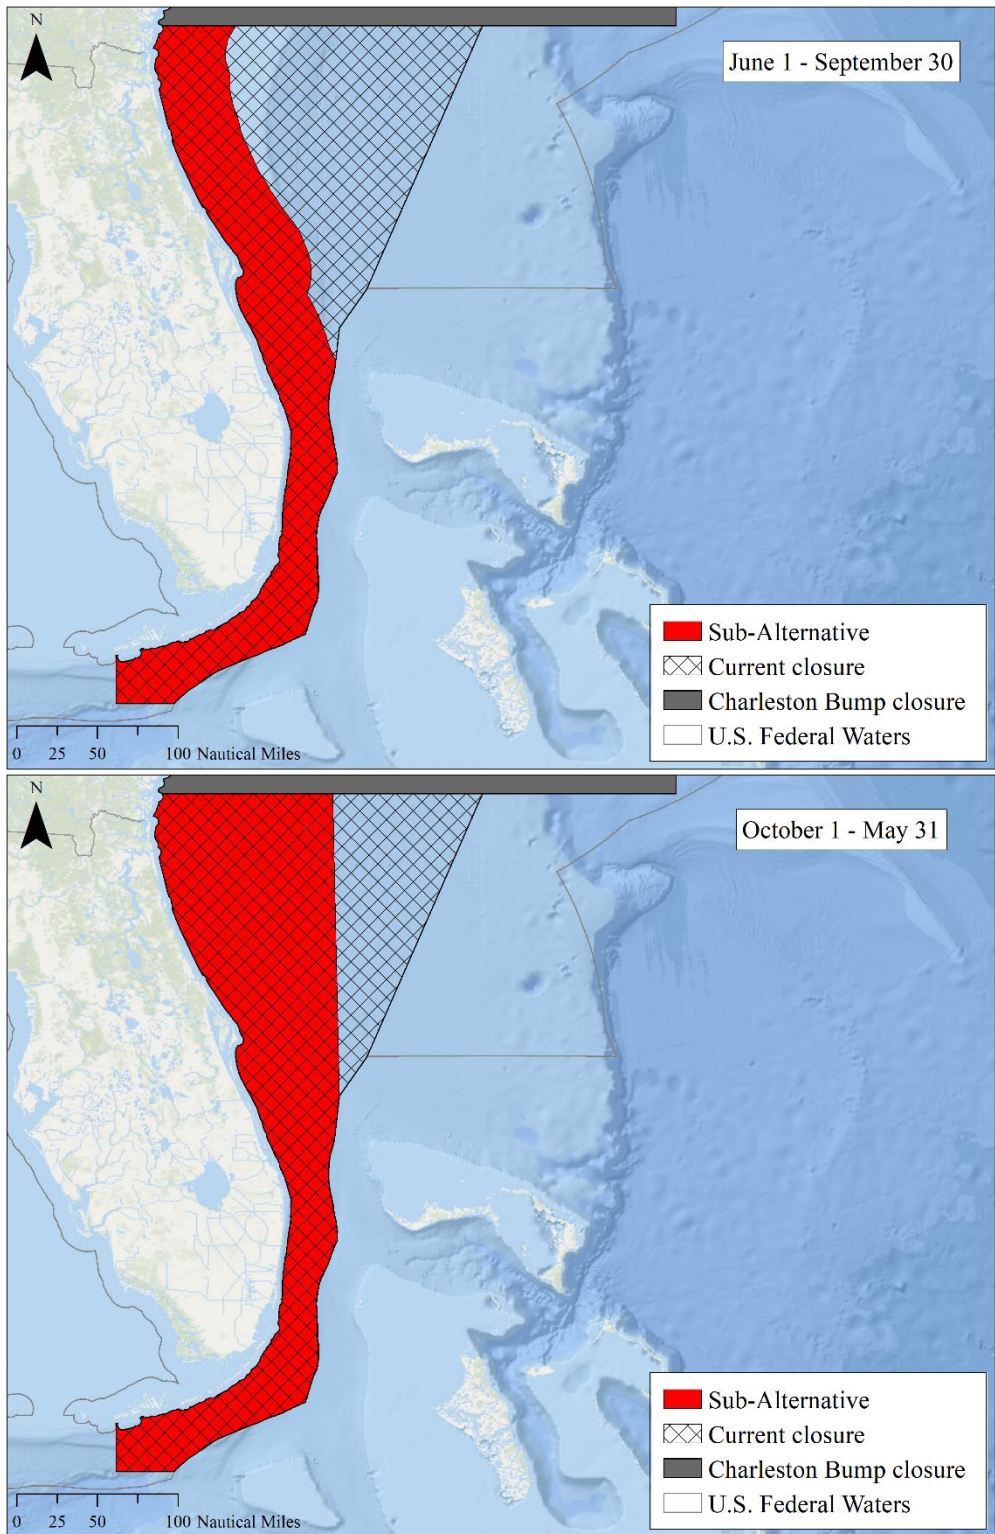 N
June 1 - September 30
Sub-Alternative
Current closure
Charleston Bump closure
U.S. Federal Waters
0 25 50 100 Nautical Miles
N
October 1 - May 31
Sub-Alternative
Current closure
Charleston Bump closure
U.S. Federal Waters
0 25 50 100 Nautical Miles